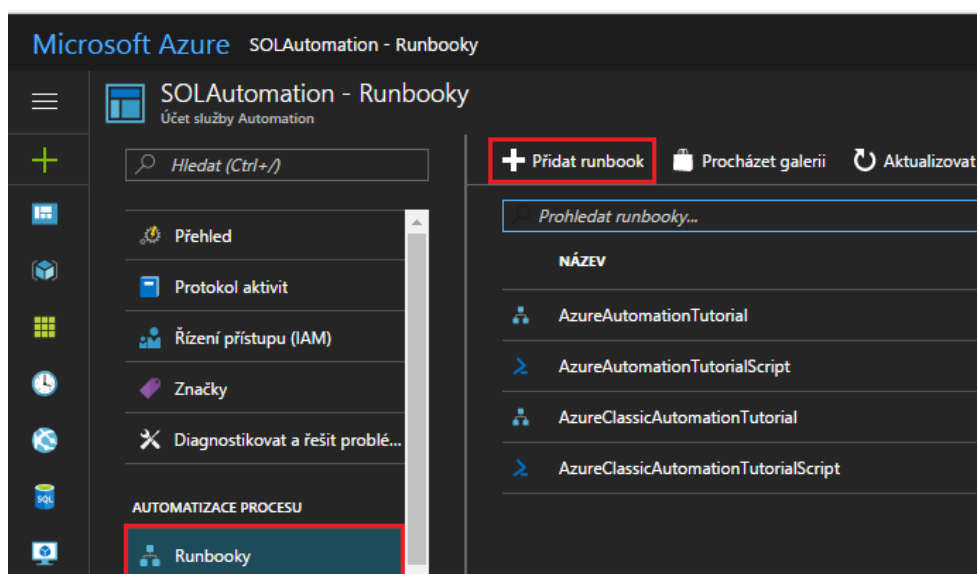 Microsoft Azure SOLAutomation - Runbooky
SOLAutomation - Runbooky
Účet služby Automation
Hledat (Ctrl+/)
Přehled
Protokol aktivit
Řízení přístupu (IAM)
Značky
Diagnostikovat a řešit problé...
AUTOMATIZACE PROCESU
Runbooky
Přidat runbook Procházet galerii Aktualizovat
Prohledat runbooky...
NÁZEV
AzureAutomationTutorial
AzureAutomationTutorialScript
AzureClassicAutomationTutorial
AzureClassicAutomationTutorialScript
SQL